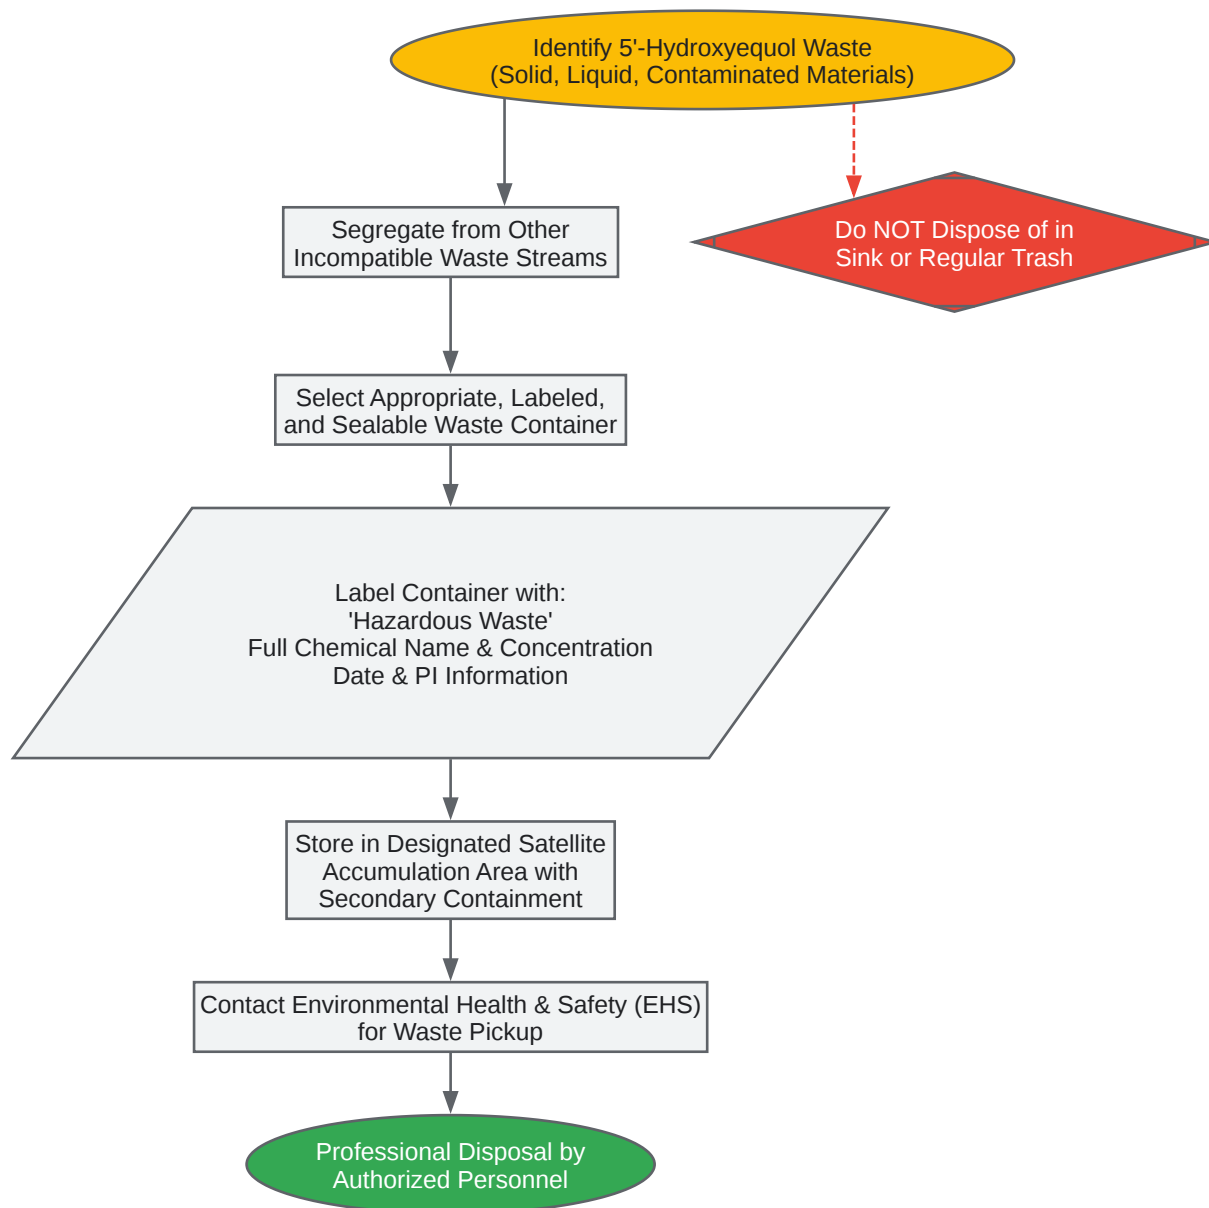 Identify 5'-Hydroxyequol Waste
(Solid, Liquid, Contaminated Materials)
Do NOT Dispose of in
Sink or Regular Trash
Segregate from Other
Incompatible Waste Streams
Select Appropriate, Labeled,
and Sealable Waste Container
Label Container with:
'Hazardous Waste'
Full Chemical Name & Concentration
Date & PI Information
Store in Designated Satellite
Accumulation Area with
Secondary Containment
Contact Environmental Health & Safety (EHS)
for Waste Pickup
Professional Disposal by
Authorized Personnel